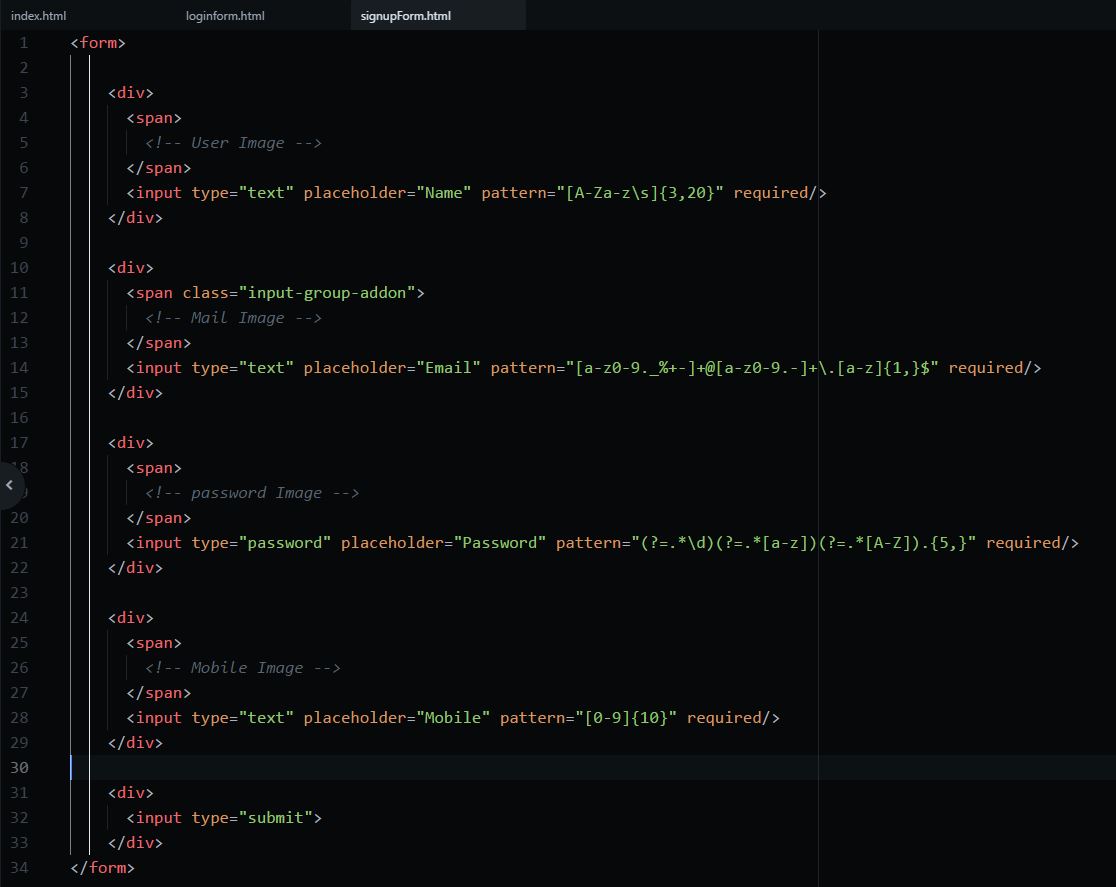 index.html loginform.html signupForm.html
1 <form>
2
3 <div>
4 <span>
5 <!-- User Image -->
6 </span>
7 <input type="text" placeholder="Name" pattern="[A-Za-z\s]{3,20}" required/>
8 </div>
9
10 <div>
11 <span class="input-group-addon">
12 <!-- Mail Image -->
13 </span>
14 <input type="text" placeholder="Email" pattern="[a-z0-9._%+-]+@[a-z0-9.-]+\.[a-z]{1,}$" required/>
15 </div>
16
17 <div>
18 <span>
<!-- password Image -->
20 </span>
21 <input type="password" placeholder="Password" pattern="(?=.*\d)(?=.*[a-z])(?=.*[A-Z]).{5,}" required/>
22 </div>
23
24 <div>
25 <span>
26 <!-- Mobile Image -->
27 </span>
28 <input type="text" placeholder="Mobile" pattern="[0-9]{10}" required/>
29 </div>
30
31 <div>
32 <input type="submit">
33 </div>
34 </form>